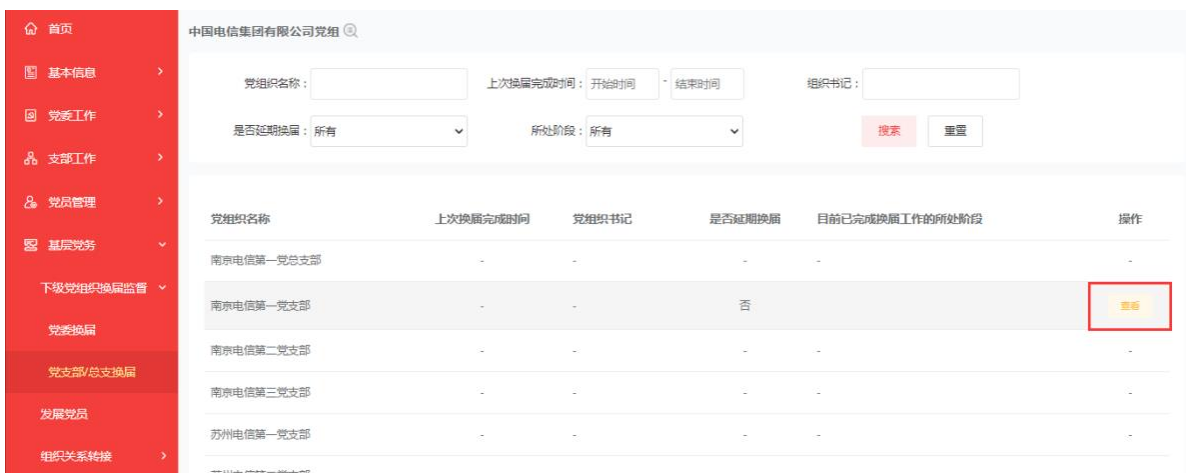 首页
基本信息
党委工作
支部工作
党员管理
基层党务
下级党组织换届监督
党委换届
党支部/总支换届
发展党员
组织关系转接
中国电信集团有限公司党组
党组织名称：
上次换届完成时间： 开始时间 - 结束时间
组织书记：
是否延期换届： 所有
所处阶段： 所有
搜索 重置
党组织名称 上次换届完成时间 党组织书记 是否延期换届 目前已完成换届工作的所处阶段 操作
南京电信第一党总支部 - - - - -
南京电信第一党支部 - - 否 查看
南京电信第二党支部 - - - - -
南京电信第三党支部 - - - - -
苏州电信第一党支部 - - - - -